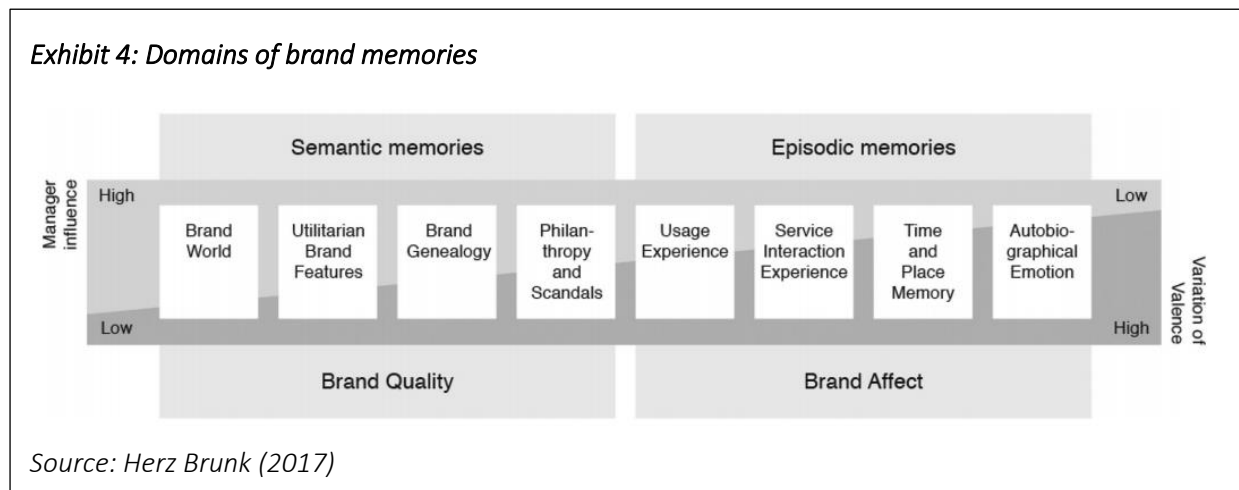 Exhibit 4: Domains of brand memories
Semantic memories
Episodic memories
Manager
influence
High
Low
Brand
World
Utilitarian
Brand
Features
Brand
Genealogy
Philan-
thropy
and
Scandals
Usage
Experience
Service
Interaction
Experience
Time
and
Place
Memory
Autobio-
graphical
Emotion
Low
High
Variation of
Valence
Brand Quality
Brand Affect
Source: Herz Brunk (2017)